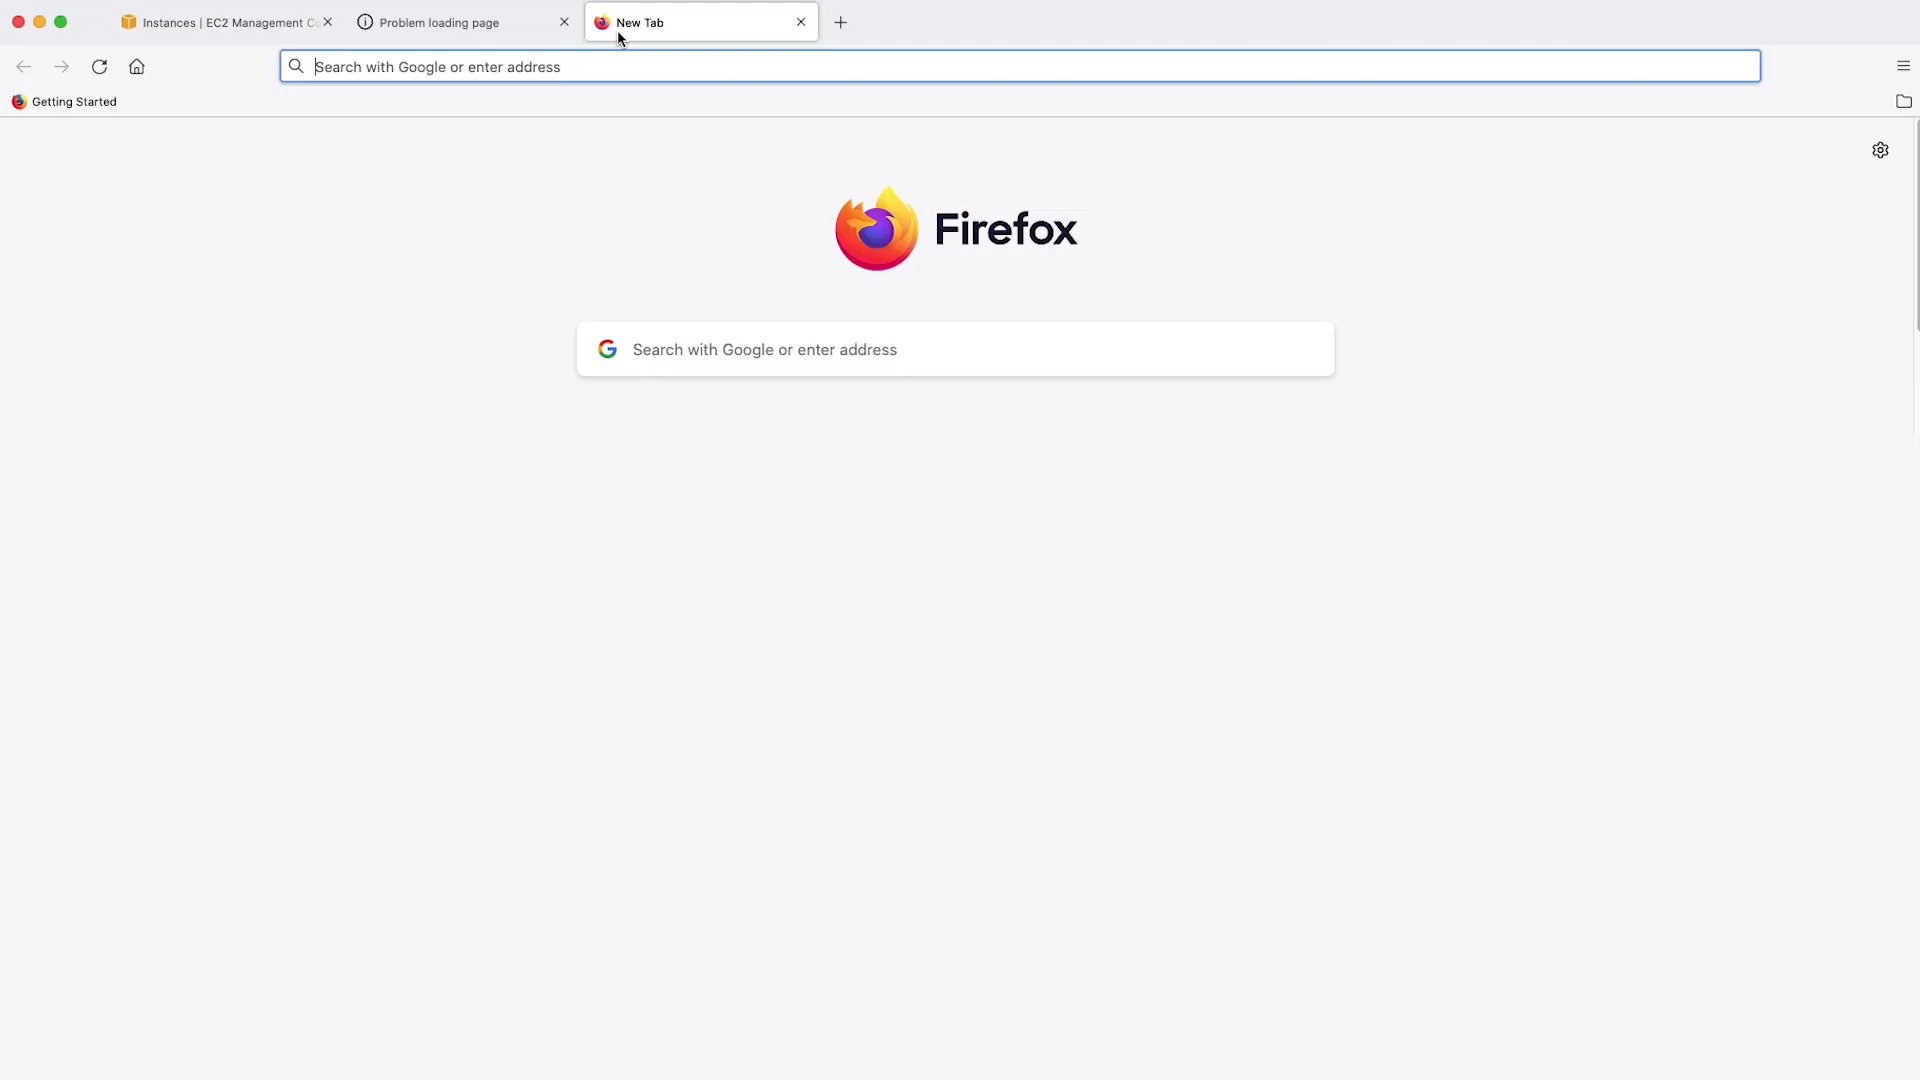 Instances | EC2 Management C
Problem loading page
New Tab
Search with Google or enter address
Getting Started
Firefox
Search with Google or enter address